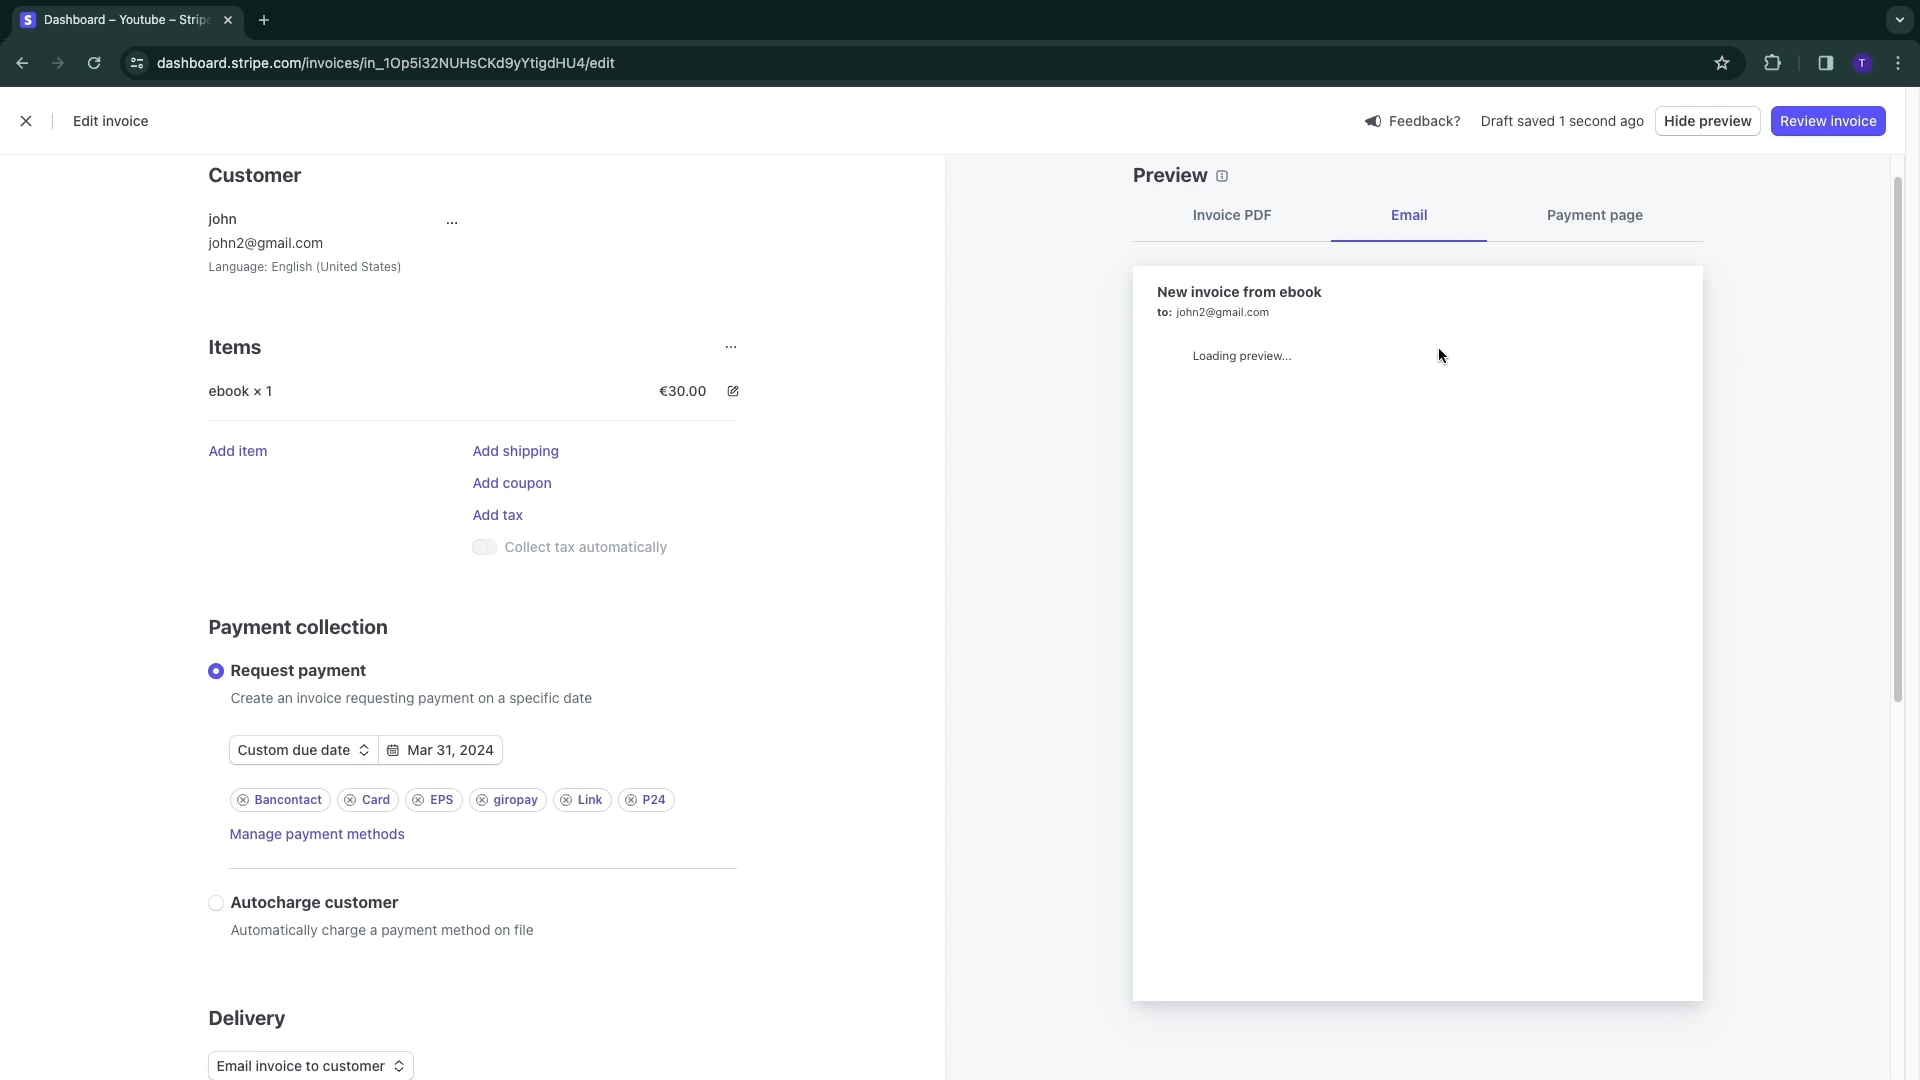 Dashboard – Youtube – Strip
dashboard.stripe.com/invoices/in_1Op5i32NUHsCKd9yYtigdHU4/edit
T
Edit invoice
Feedback?
Draft saved 1 second ago
Hide preview
Review invoice
Customer
john
...
john2@gmail.com
Language: English (United States)
Items
...
ebook × 1
€30.00
Add item
Add shipping
Add coupon
Add tax
Collect tax automatically
Payment collection
Request payment
Create an invoice requesting payment on a specific date
Custom due date
Mar 31, 2024
Bancontact
Card
EPS
giropay
Link
P24
Manage payment methods
Autocharge customer
Automatically charge a payment method on file
Delivery
Email invoice to customer
Preview
Invoice PDF
Email
Payment page
New invoice from ebook
to: john2@gmail.com
Loading preview...